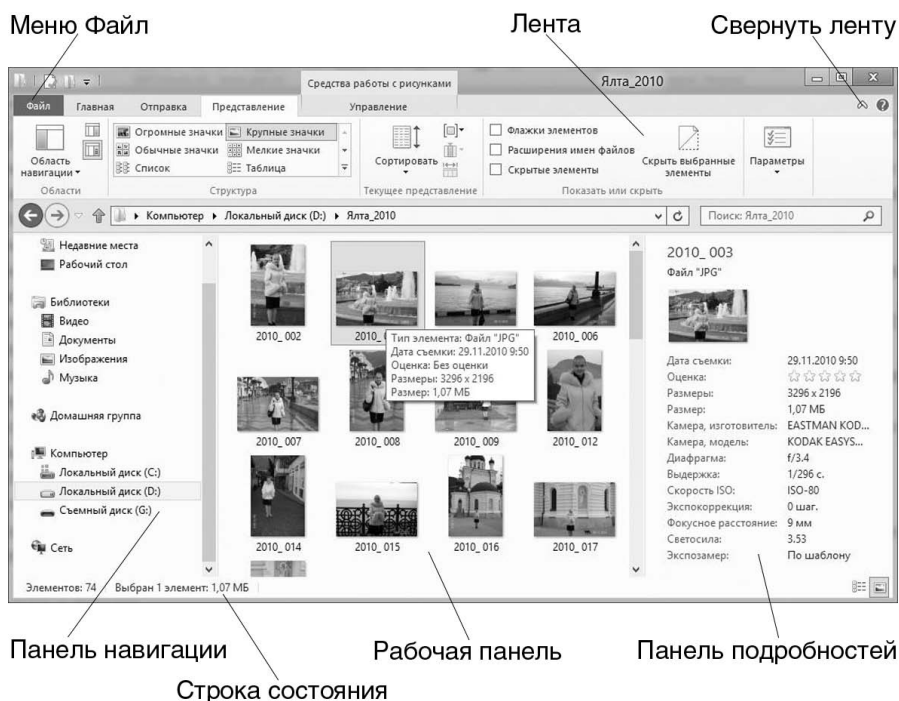 Меню Файл
Лента
Свернуть ленту
Средства работы с рисунками
Ялта_2010
Файл Главная Отправка Представление Управление
Область навигации
Огромные значки Крупные значки
Обычные значки Мелкие значки
Список Таблица
Сортировать
Флажки элементов
Расширения имен файлов
Скрытые элементы
Скрыть выбранные элементы
Параметры
Области Структура Текущее представление Показать или скрыть
Компьютер Локальный диск (D:) Ялта_2010
Поиск: Ялта_2010
Недавние места
Рабочий стол
Библиотеки
Видео
Документы
Изображения
Музыка
Домашняя группа
Компьютер
Локальный диск (C:)
Локальный диск (D:)
Съемный диск (G:)
Сеть
2010_ 002 2010_ 2010_ 006
Тип элемента: Файл "JPG"
Дата съемки: 29.11.2010 9:50
Оценка: Без оценки
Размеры: 3296 x 2196
Размер: 1,07 МБ
2010_ 007 2010_ 008 2010_ 009 2010_ 012
2010_ 014 2010_ 015 2010_ 016 2010_ 017
2010_ 003
Файл "JPG"
Дата съемки: 29.11.2010 9:50
Оценка:
Размеры: 3296 x 2196
Размер: 1,07 МБ
Камера, изготовитель: EASTMAN KOD...
Камера, модель: KODAK EASYS...
Диафрагма: f/3.4
Выдержка: 1/296 с.
Скорость ISO: ISO-80
Экспокоррекция: 0 шаг.
Фокусное расстояние: 9 мм
Светосила: 3.53
Экспозамер: По шаблону
Элементов: 74 Выбран 1 элемент: 1,07 МБ
Панель навигации
Рабочая панель
Панель подробностей
Строка состояния